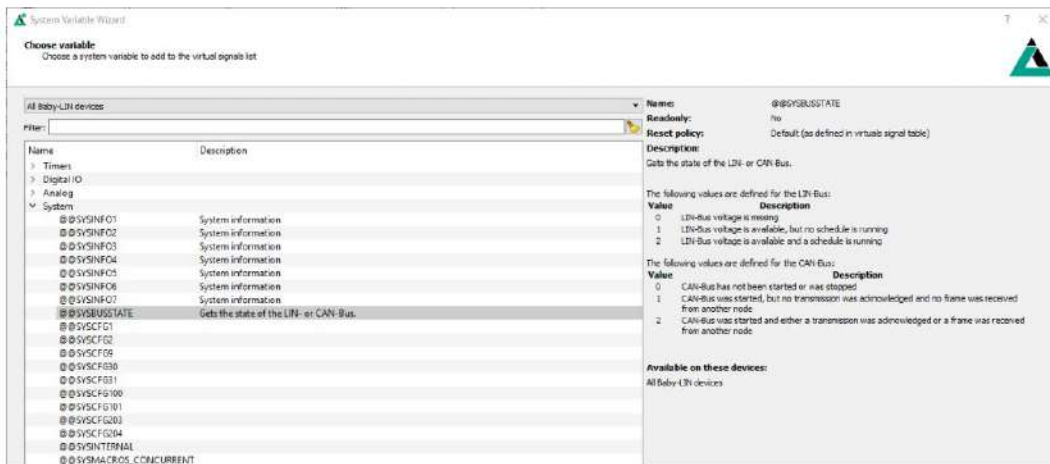 System Variable Wizard
? ×
Choose variable
Choose a system variable to add to the virtual signals list
All Baby-LIN devices
Filter:
Name Description
> Timers
> Digital IO
> Analog
System
@@SYSINFO1 System information
@@SYSINFO2 System information
@@SYSINFO3 System information
@@SYSINFO4 System information
@@SYSINFO5 System information
@@SYSINFO6 System information
@@SYSINFO7 System information
@@SYSBUSSTATE Gets the state of the LIN- or CAN-Bus.
@@SYSCFG1
@@SYSCFG2
@@SYSCFG9
@@SYSCFG30
@@SYSCFG31
@@SYSCFG100
@@SYSCFG101
@@SYSCFG203
@@SYSCFG204
@@SYSINTERNAL
@@SYSMACROS_CONCURRENT
Name: @@SYSBUSSTATE
Readonly: No
Reset policy: Default (as defined in virtuals signal table)
Description:
Gets the state of the LIN- or CAN-Bus.
The following values are defined for the LIN-Bus:
Value Description
0 LIN-Bus voltage is missing
1 LIN-Bus voltage is available, but no schedule is running
2 LIN-Bus voltage is available and a schedule is running
The following values are defined for the CAN-Bus:
Value Description
0 CAN-Bus has not been started or was stopped
1 CAN-Bus was started, but no transmission was acknowledged and no frame was received
from another node
2 CAN-Bus was started and either a transmission was acknowledged or a frame was received
from another node
Available on these devices:
All Baby-LIN devices